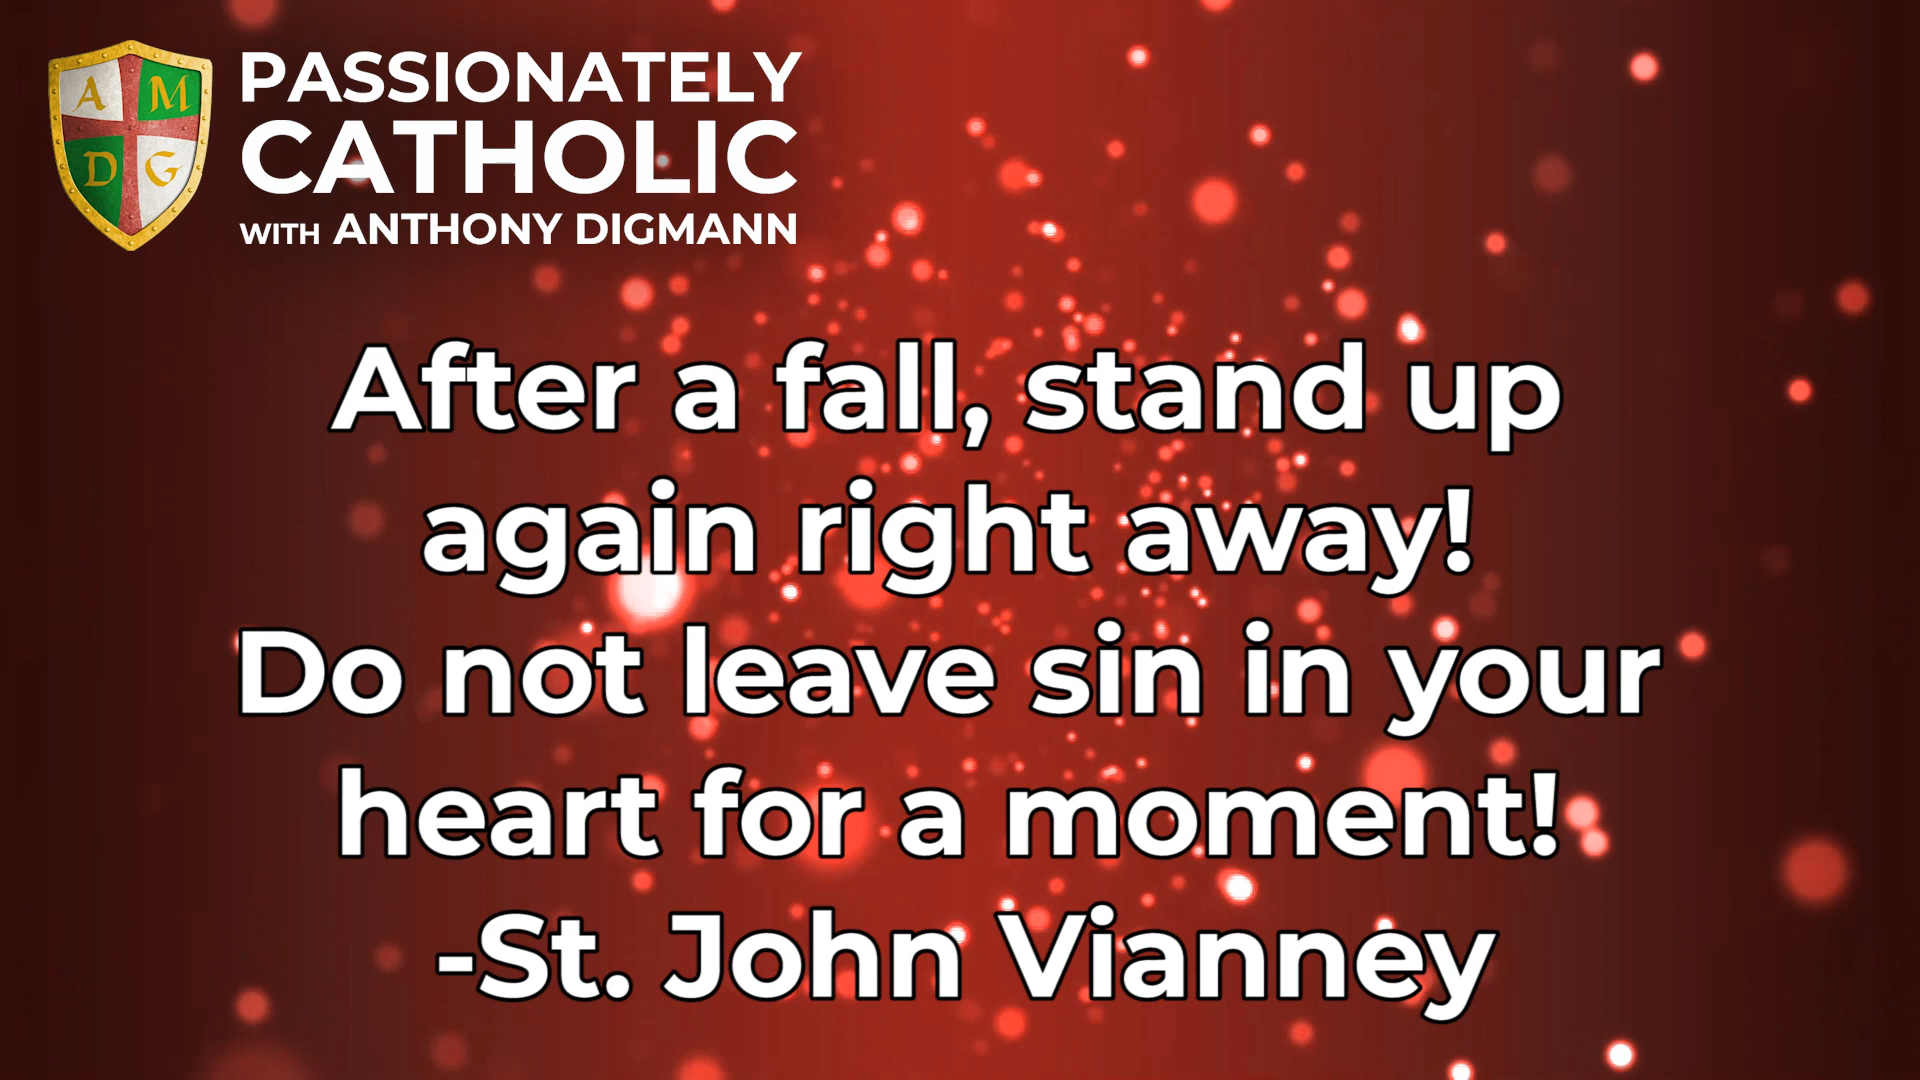 A M
D G
PASSIONATELY
CATHOLIC
WITH ANTHONY DIGMANN
After a fall, stand up
again right away!
Do not leave sin in your
heart for a moment!
-St. John Vianney